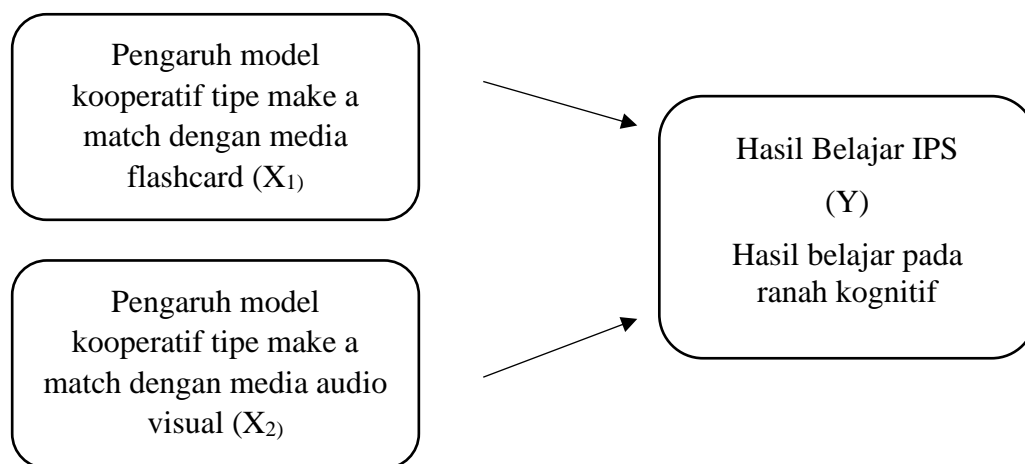 Pengaruh model
kooperatif tipe make a
match dengan media
flashcard (X₁)
Pengaruh model
kooperatif tipe make a
match dengan media audio
visual (X₂)
Hasil Belajar IPS
(Y)
Hasil belajar pada
ranah kognitif